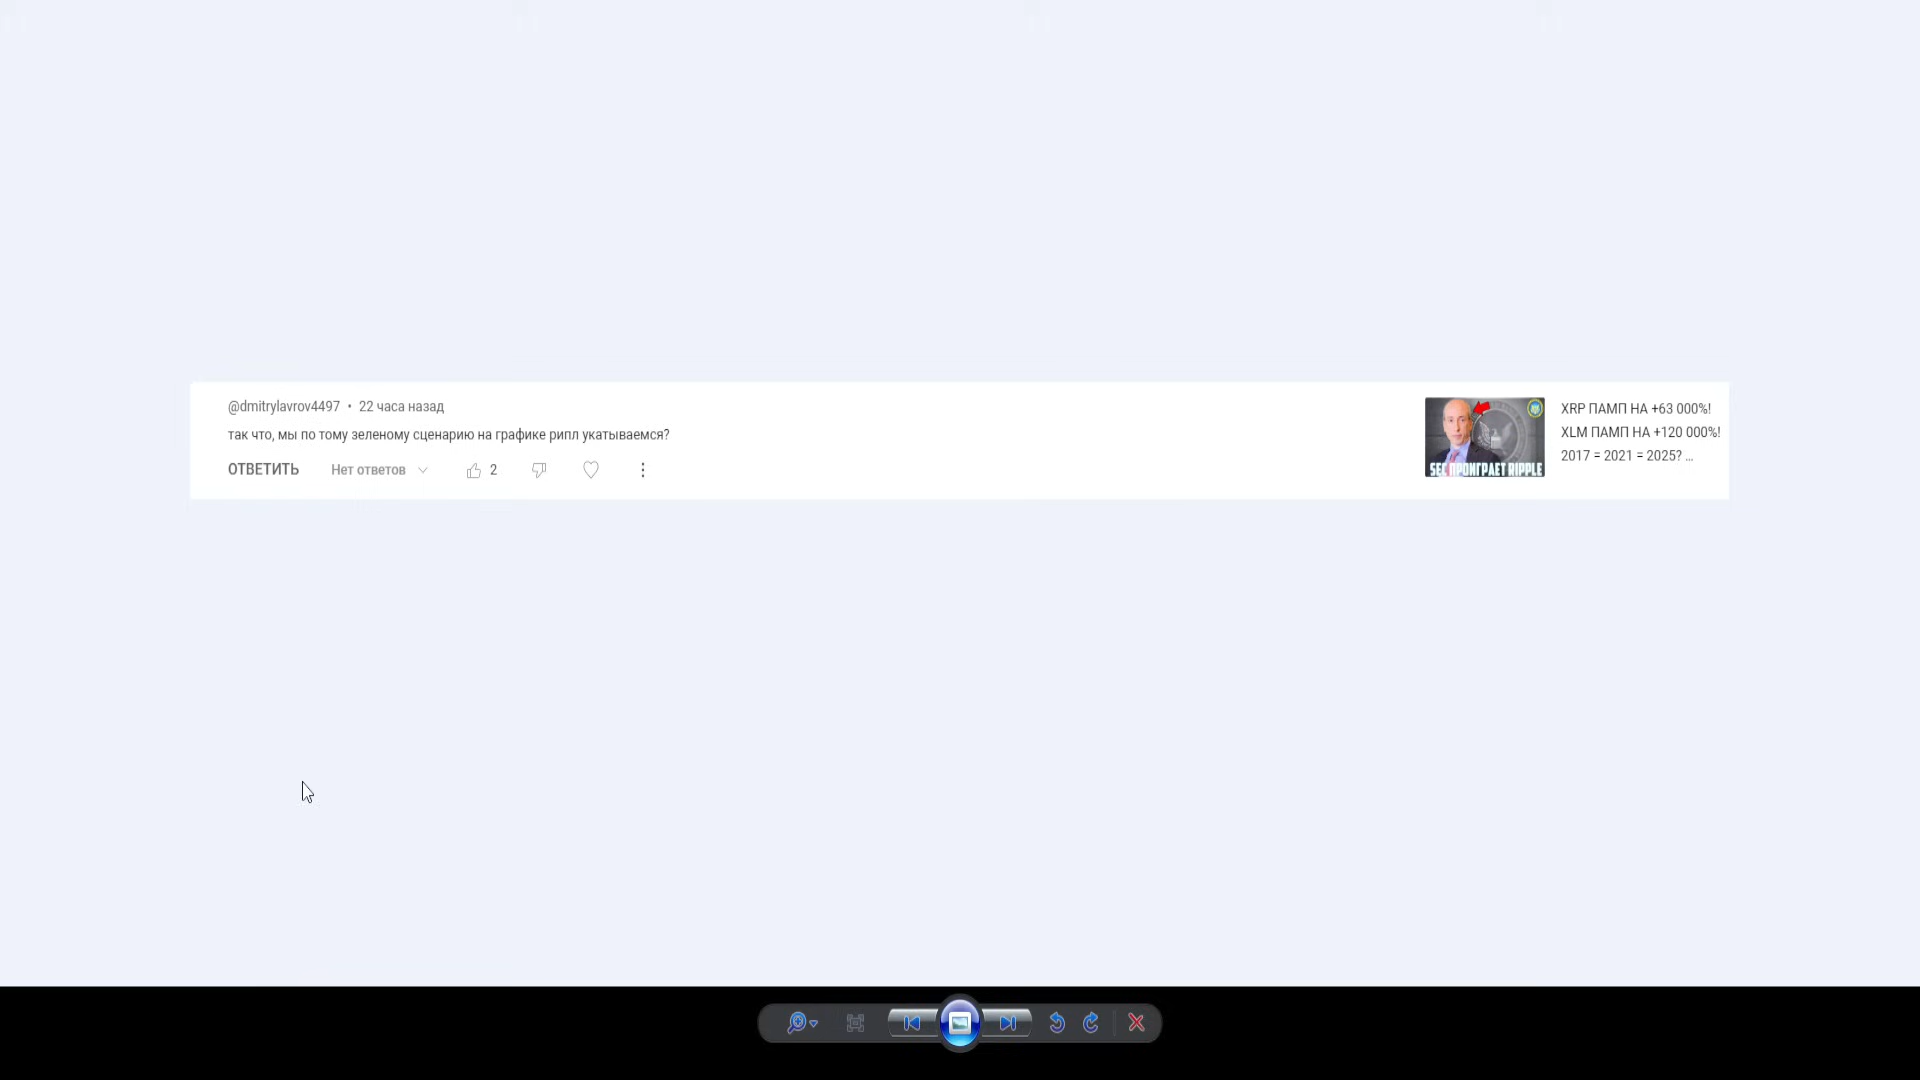 @dmitrylavrov4497 • 22 часа назад
так что, мы по тому зеленому сценарию на графике рипл укатываемся?
ОТВЕТИТЬ Нет ответов 2
SEC ПРОИГРАЕТ RIPPLE
XRP ПАМП НА +63 000%!
XLM ПАМП НА +120 000%!
2017 = 2021 = 2025? ...